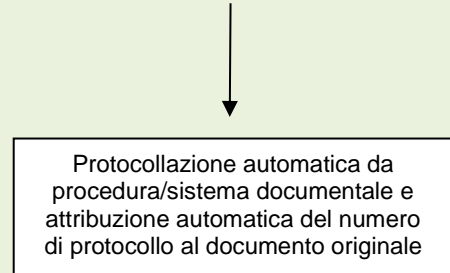 Protocollazione automatica da
procedura/sistema documentale e
attribuzione automatica del numero
di protocollo al documento originale